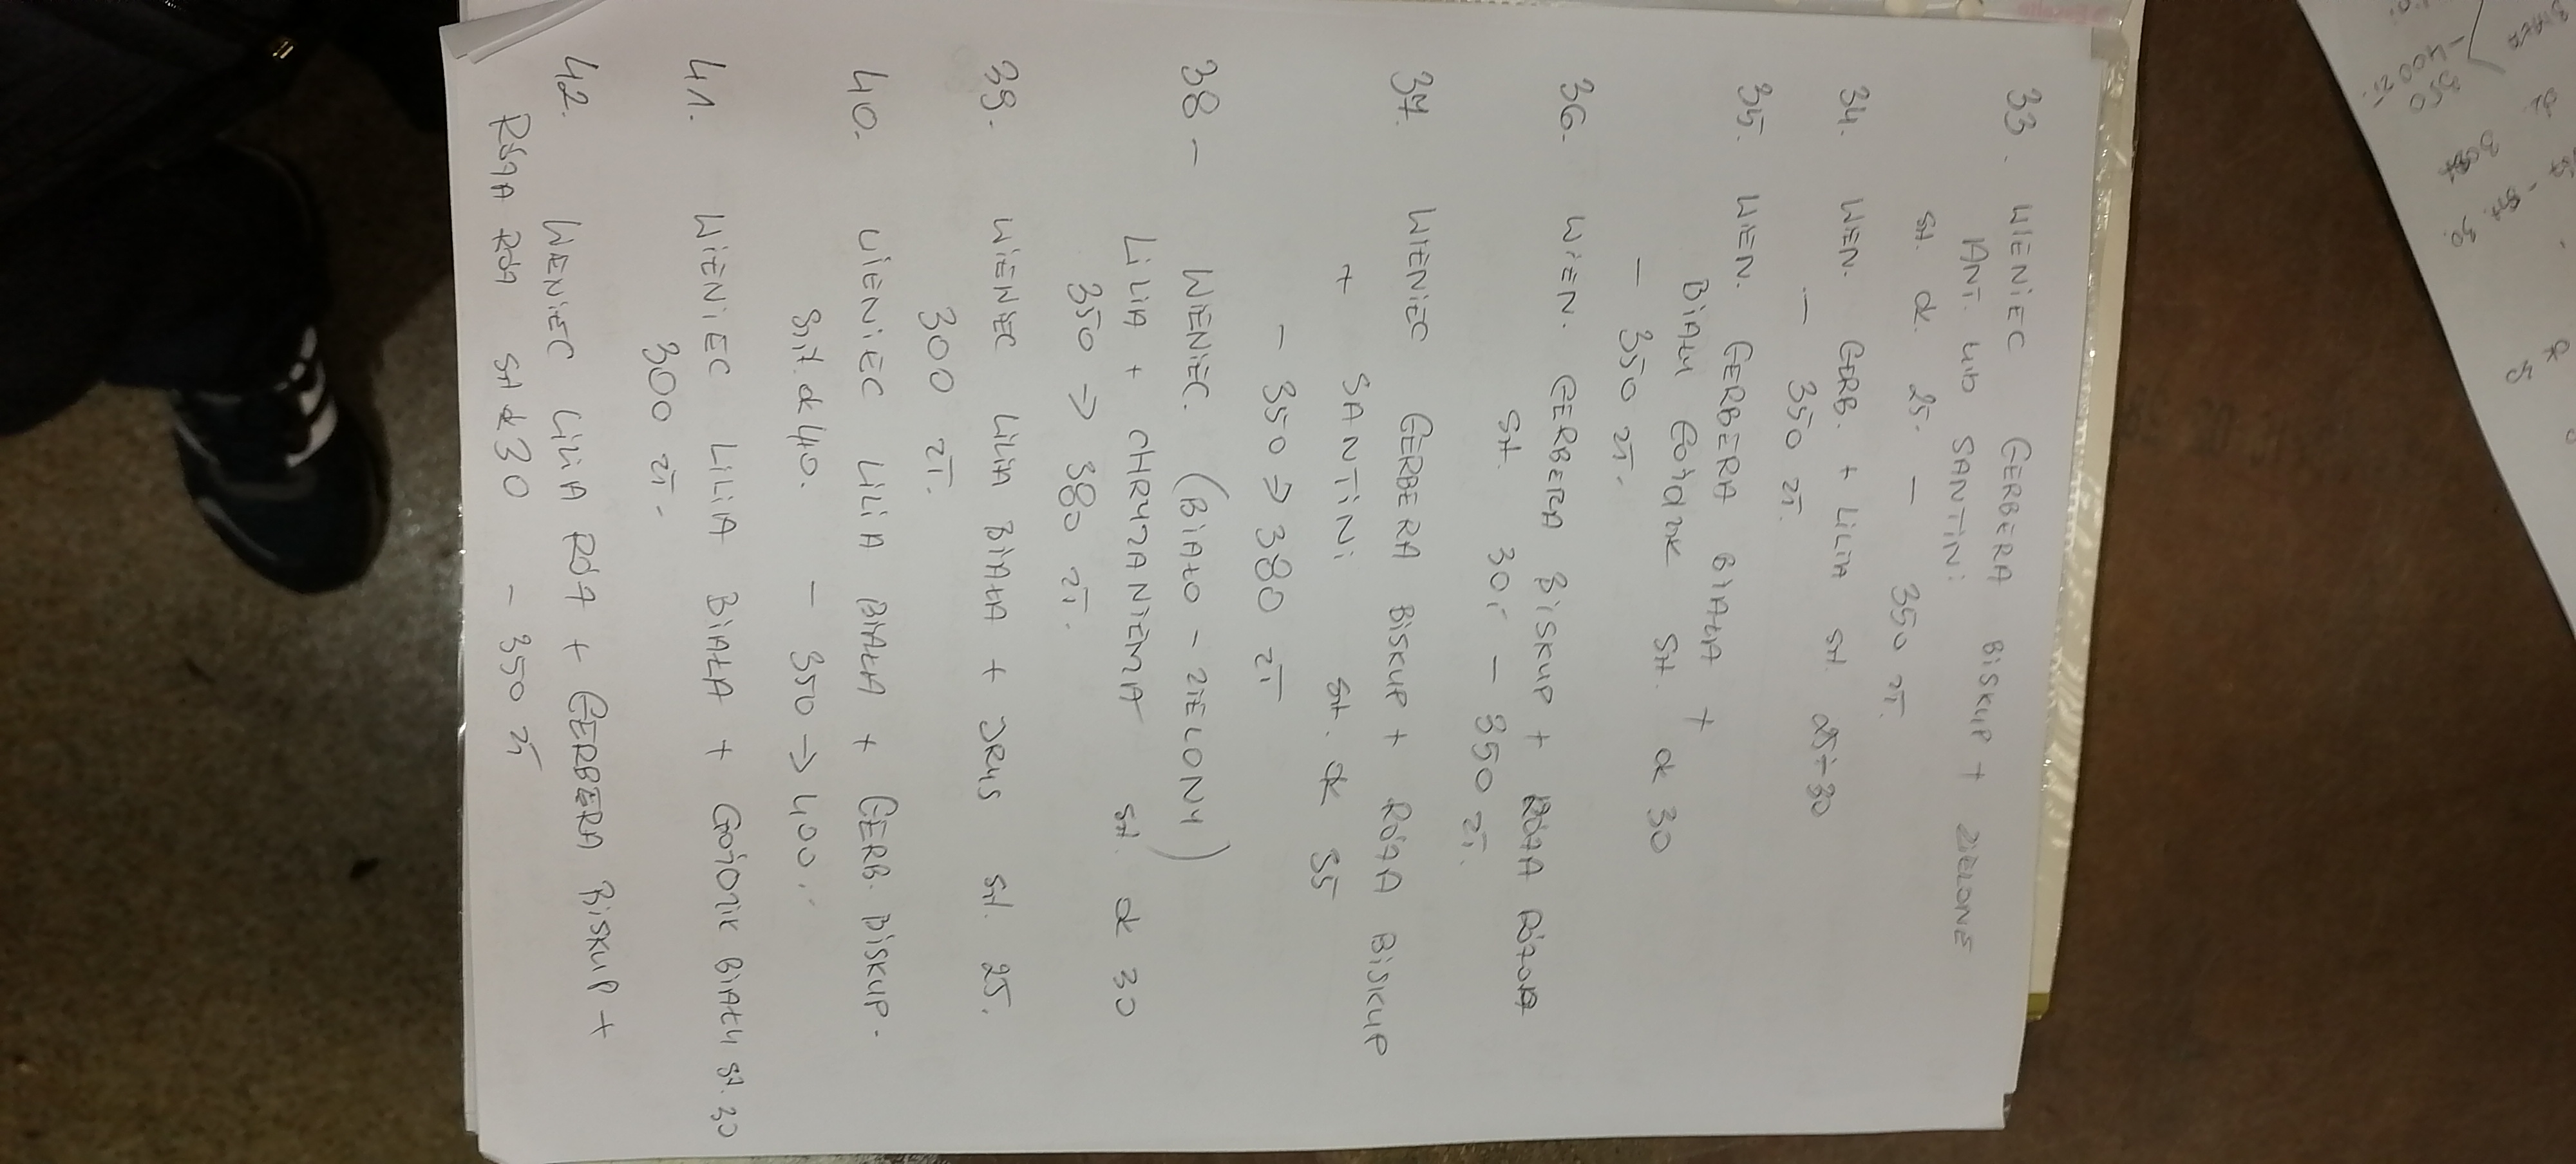 ok 30
szt. 30.
350
- 400 zł.
33. WIENIEC GERBERA BISKUP + ZIELONE
ANT. lub SANTINI
szt. ok. 25. - 350 zł.
34. WIEN. GERB. + LILIA szt. 25÷30
- 350 zł.
35. WIEN. GERBERA BIAŁA +
BIAŁY GOŹDZIK szt. ok 30
- 350 zł.
36. WIEN. GERBERA BISKUP + RÓŻA RÓŻOWA
szt. 30. - 350 zł.
37. WIENIEC GERBERA BISKUP + RÓŻA BISKUP
+ SANTINI szt. ok 35
- 350 → 380 zł
38 - WIENIEC. (BIAŁO - ZIELONY)
LILIA + CHRYZANTEMA szt. ok 30
350 → 380 zł.
39. WIENIEC LILIA BIAŁA + IRYS szt. 25.
300 zł.
40. WIENIEC LILIA BIAŁA + GERB. BISKUP.
szt. ok 40. - 350 → 400.-
41. WIENIEC LILIA BIAŁA + GOŹDZIK BIAŁY szt. 30
300 zł.
42. WIENIEC LILIA RÓŻ + GERBERA BISKUP +
RÓŻA RÓŻ szt ok 30 - 350 zł